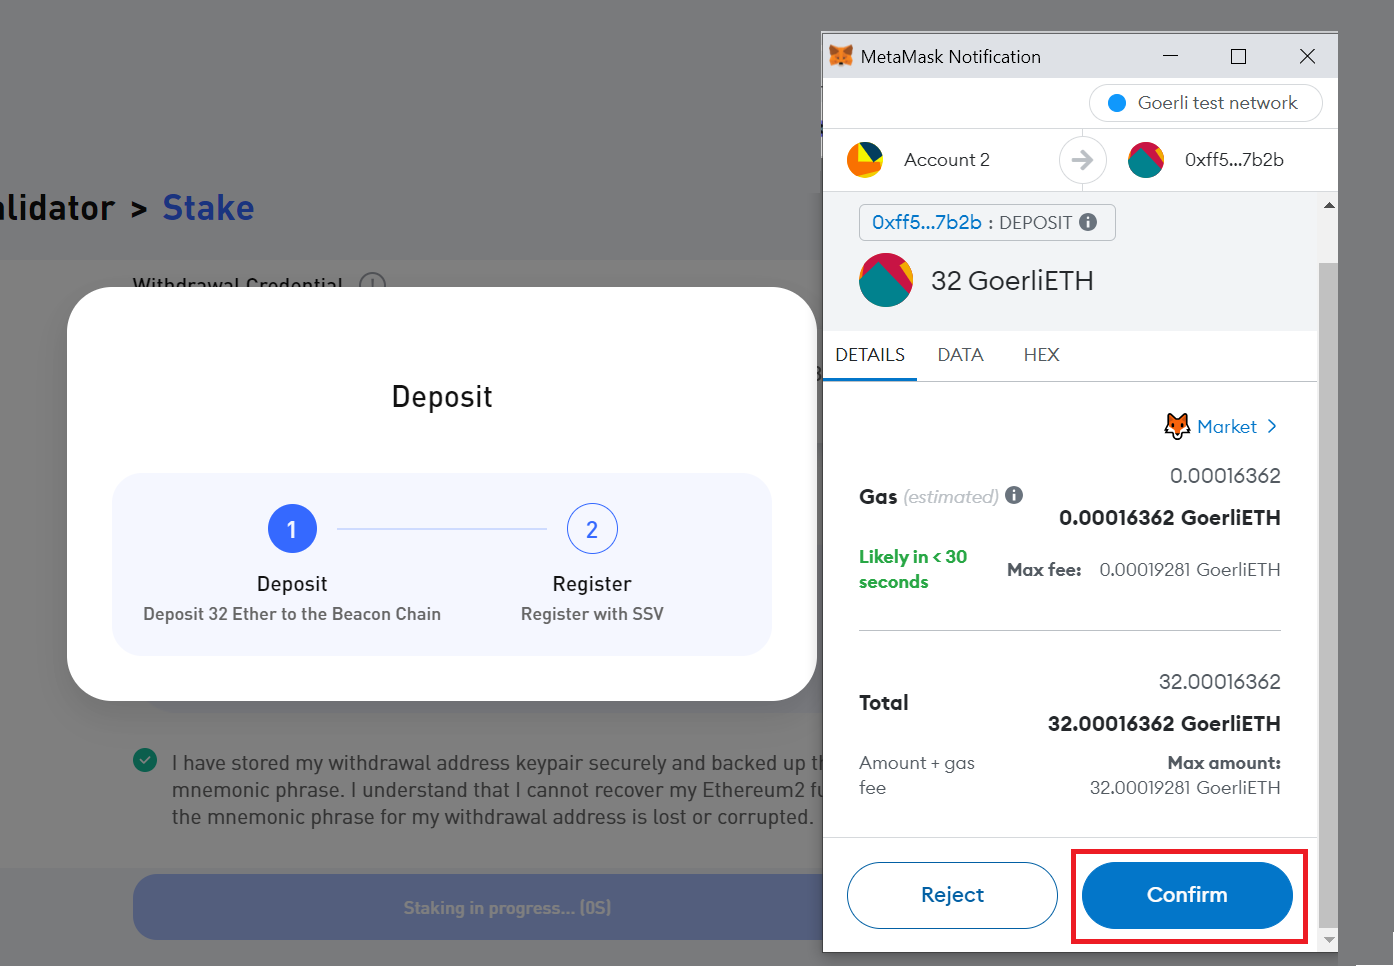 MetaMask Notification
Goerli test network
Account 2
0xff5...7b2b
alidator > Stake
0xff5...7b2b : DEPOSIT
32 GoerliETH
Withdrawal Credential
DETAILS DATA HEX
Deposit
Market >
0.00016362
Gas (estimated)
0.00016362 GoerliETH
Likely in < 30
seconds
Max fee: 0.00019281 GoerliETH
1
2
Deposit
Register
Deposit 32 Ether to the Beacon Chain
Register with SSV
32.00016362
Total
32.00016362 GoerliETH
Amount + gas
fee
Max amount:
32.00019281 GoerliETH
I have stored my withdrawal address keypair securely and backed up
mnemonic phrase. I understand that I cannot recover my Ethereum2
the mnemonic phrase for my withdrawal address is lost or corrupted.
Reject
Confirm
Staking in progress... (0S)